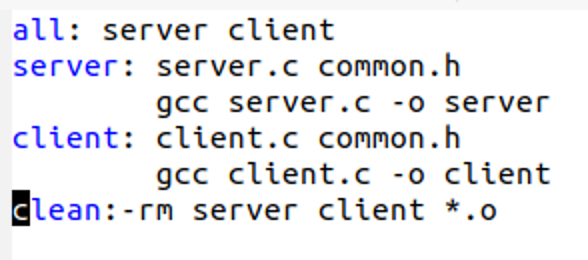 all: server client
server: server.c common.h
        gcc server.c -o server
client: client.c common.h
        gcc client.c -o client
clean:-rm server client *.o